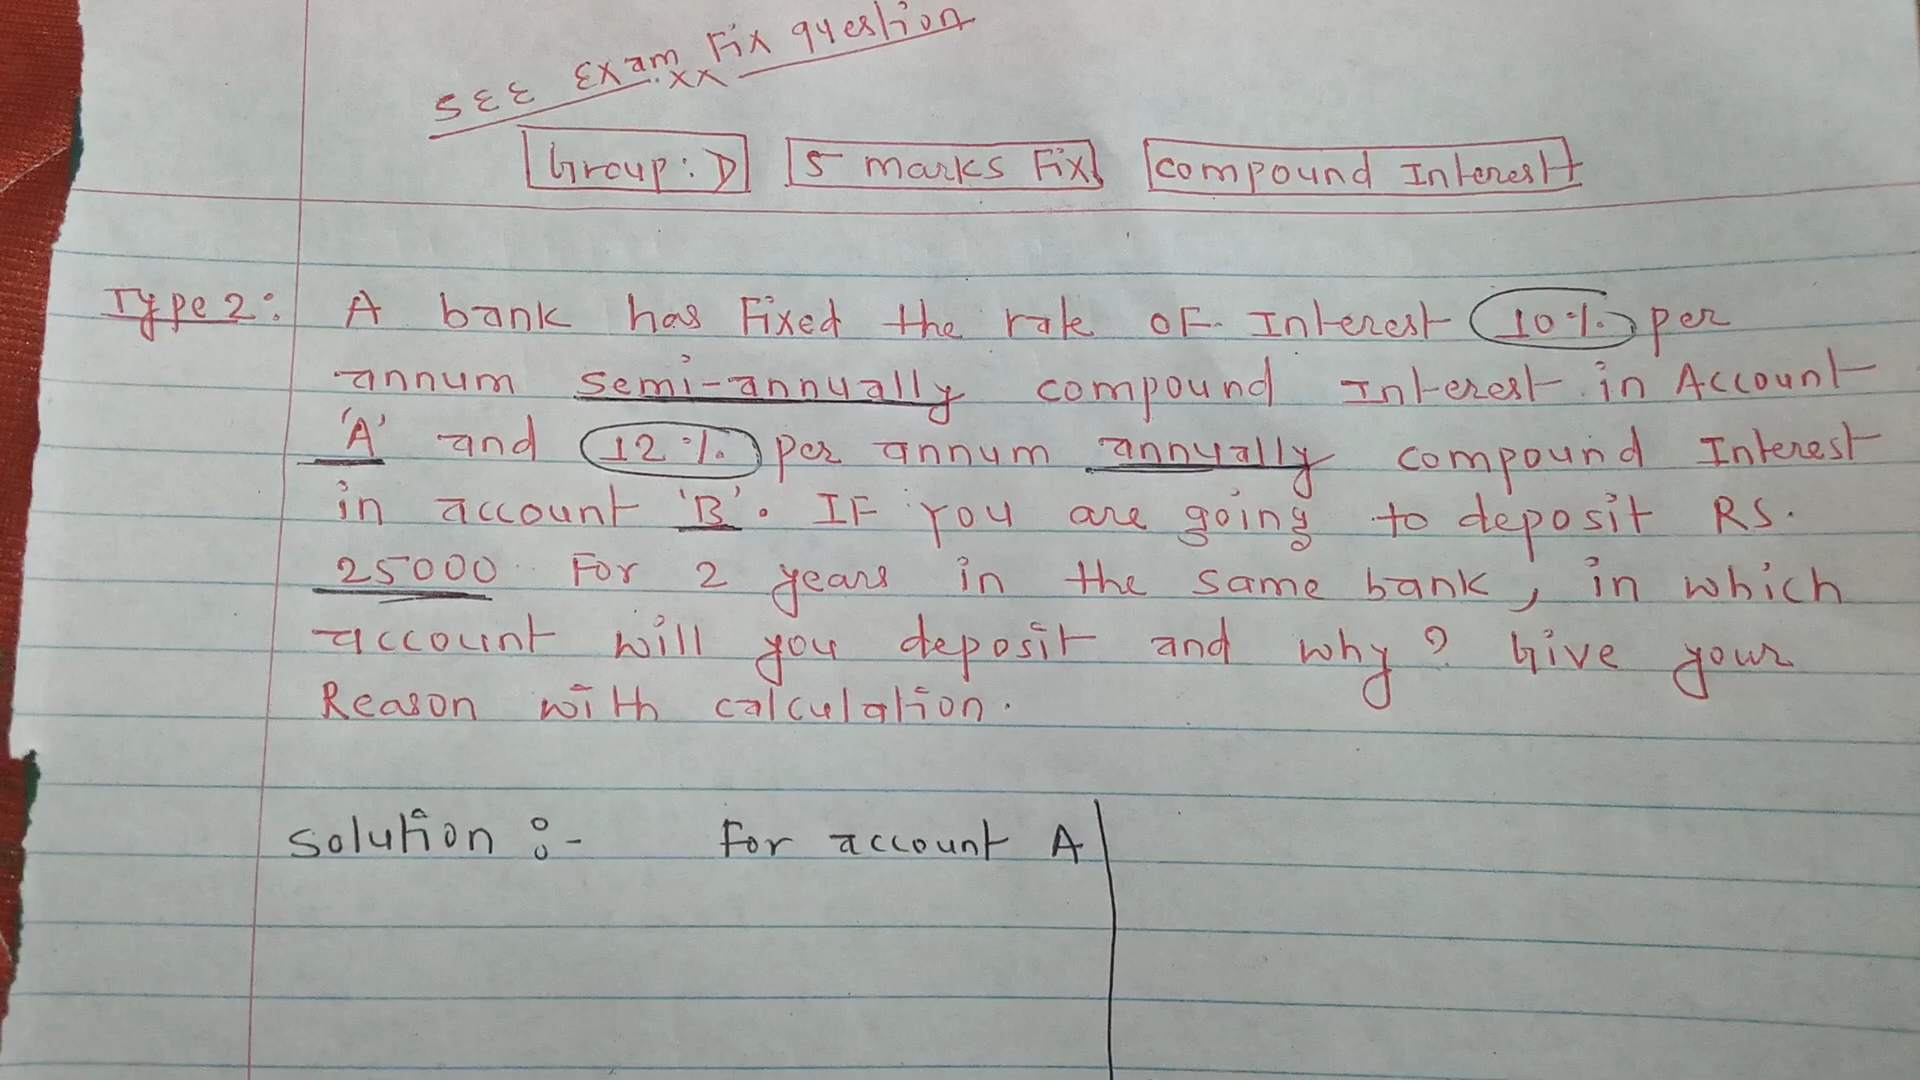 SEE Exam Fix question
xx
Group: D 5 marks Fix compound Interest
Type 2: A bank has Fixed the rate of Interest 10% per
annum semi-annually compound Interest in Account
'A' and 12% per annum annually compound Interest
in account 'B'. IF you are going to deposit RS.
25000 For 2 years in the same bank, in which
account will you deposit and why? Give your
Reason with calculation.
Solution :- For account A